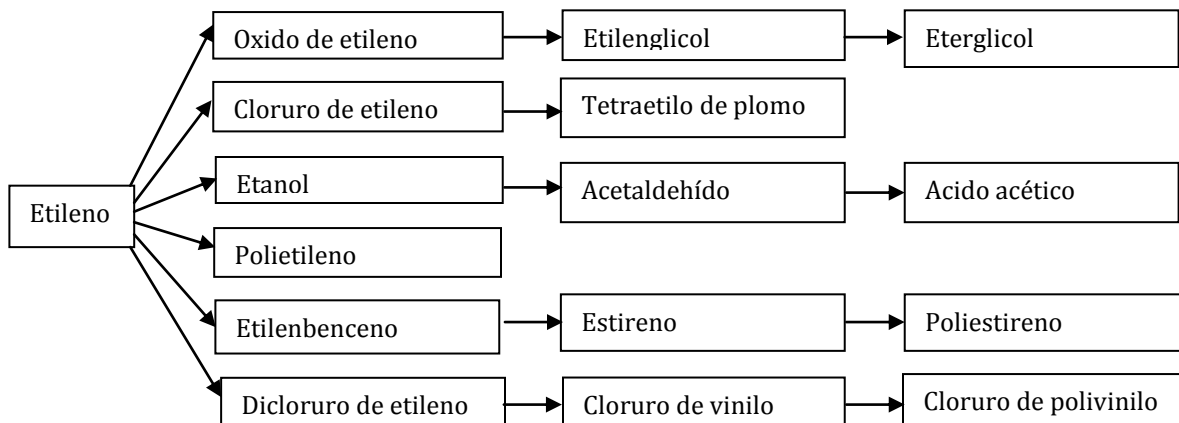 Oxido de etileno
Etilenglicol
Eterglicol
Cloruro de etileno
Tetraetilo de plomo
Etanol
Acetaldehído
Acido acético
Etileno
Polietileno
Etilenbenceno
Estireno
Poliestireno
Dicloruro de etileno
Cloruro de vinilo
Cloruro de polivinilo